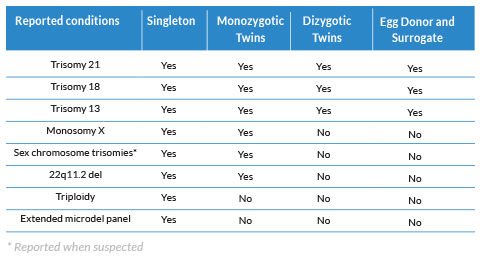 Reported conditions Singleton Monozygotic Twins Dizygotic Twins Egg Donor and Surrogate
Trisomy 21 Yes Yes Yes Yes
Trisomy 18 Yes Yes Yes Yes
Trisomy 13 Yes Yes Yes Yes
Monosomy X Yes Yes No No
Sex chromosome trisomies* Yes Yes No No
22q11.2 del Yes Yes No No
Triploidy Yes No No No
Extended microdel panel Yes No No No
* Reported when suspected